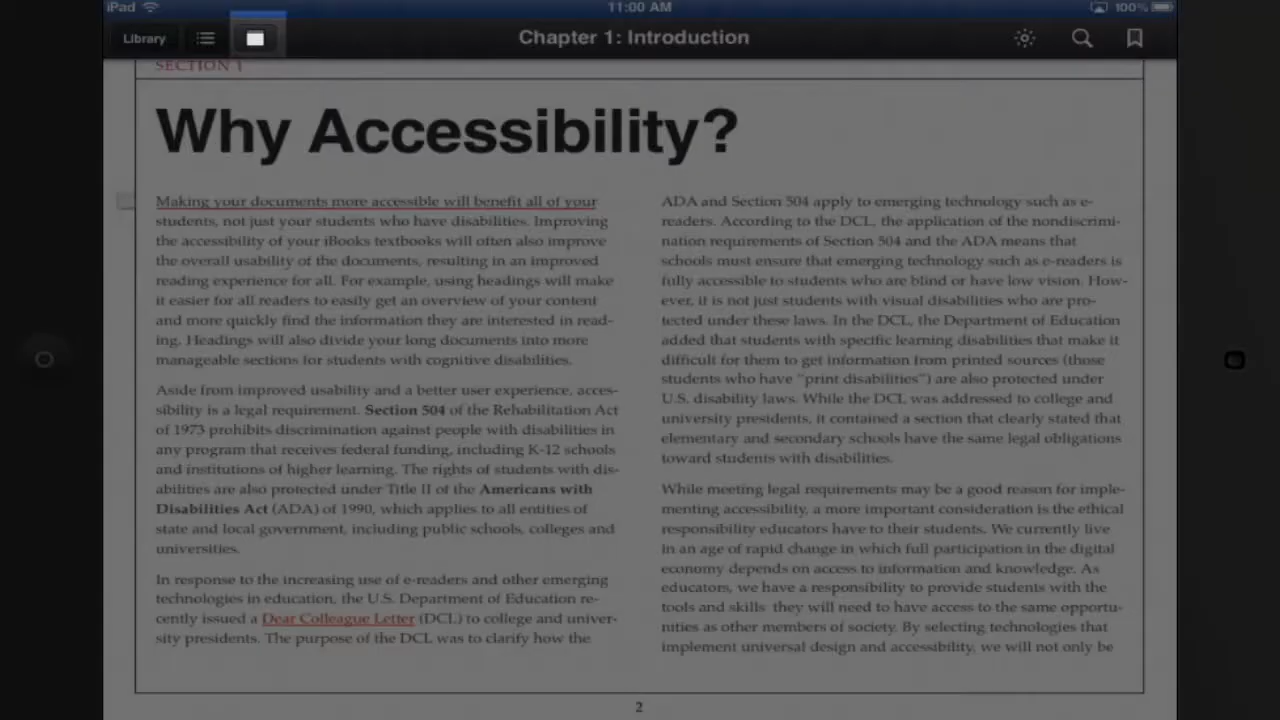 iPad
11:00 AM
100%
Library
Chapter 1: Introduction
SECTION 1
Why Accessibility?
Making your documents more accessible will benefit all of your
students, not just your students who have disabilities. Improving
the accessibility of your iBooks textbooks will often also improve
the overall usability of the documents, resulting in an improved
reading experience for all. For example, using headings will make
it easier for all readers to easily get an overview of your content
and more quickly find the information they are interested in read-
ing. Headings will also divide your long documents into more
manageable sections for students with cognitive disabilities.
Aside from improved usability and a better user experience, acces-
sibility is a legal requirement. Section 504 of the Rehabilitation Act
of 1973 prohibits discrimination against people with disabilities in
any program that receives federal funding, including K-12 schools
and institutions of higher learning. The rights of students with dis-
abilities are also protected under Title II of the Americans with
Disabilities Act (ADA) of 1990, which applies to all entities of
state and local government, including public schools, colleges and
universities.
In response to the increasing use of e-readers and other emerging
technologies in education, the U.S. Department of Education re-
cently issued a Dear Colleague Letter (DCL) to college and univer-
sity presidents. The purpose of the DCL was to clarify how the
ADA and Section 504 apply to emerging technology such as e-
readers. According to the DCL, the application of the nondiscrimi-
nation requirements of Section 504 and the ADA means that
schools must ensure that emerging technology such as e-readers is
fully accessible to students who are blind or have low vision. How-
ever, it is not just students with visual disabilities who are pro-
tected under these laws. In the DCL, the Department of Education
added that students with specific learning disabilities that make it
difficult for them to get information from printed sources (those
students who have “print disabilities”) are also protected under
U.S. disability laws. While the DCL was addressed to college and
university presidents, it contained a section that clearly stated that
elementary and secondary schools have the same legal obligations
toward students with disabilities.
While meeting legal requirements may be a good reason for imple-
menting accessibility, a more important consideration is the ethical
responsibility educators have to their students. We currently live
in an age of rapid change in which full participation in the digital
economy depends on access to information and knowledge. As
educators, we have a responsibility to provide students with the
tools and skills they will need to have access to the same opportu-
nities as other members of society. By selecting technologies that
implement universal design and accessibility, we will not only be
2